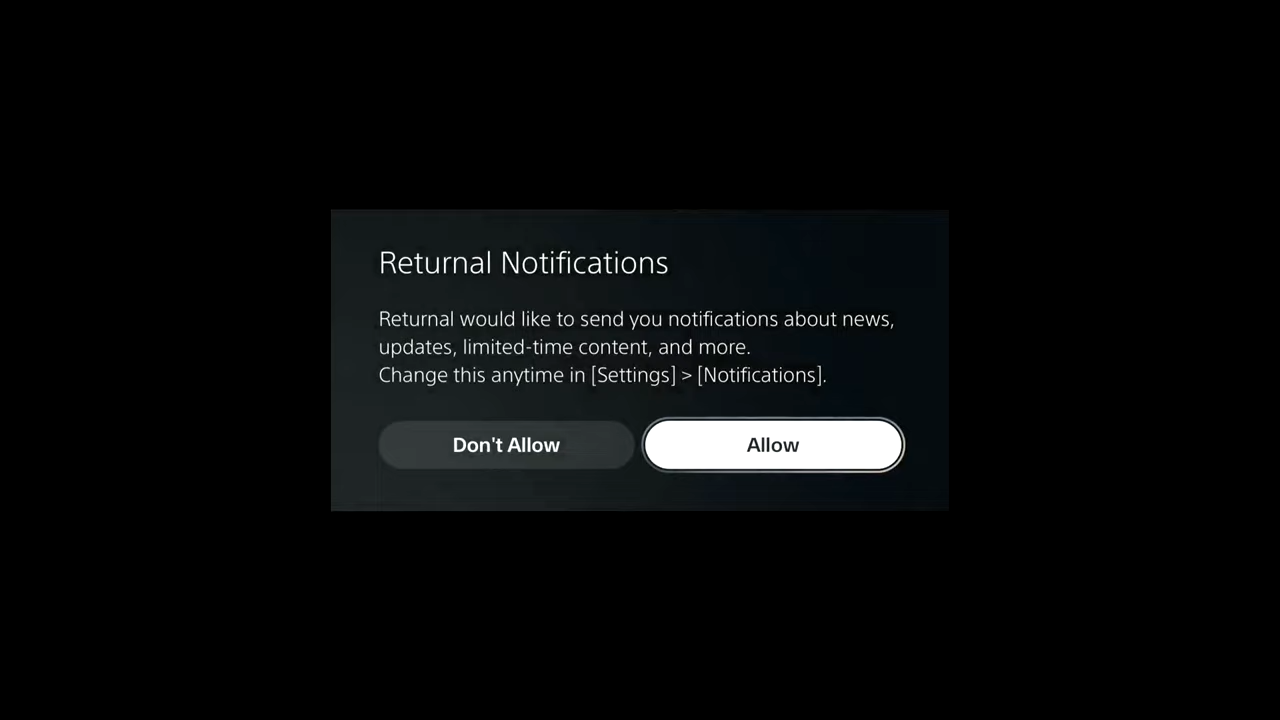 Returnal Notifications
Returnal would like to send you notifications about news,
updates, limited-time content, and more.
Change this anytime in [Settings] > [Notifications].
Don't Allow
Allow